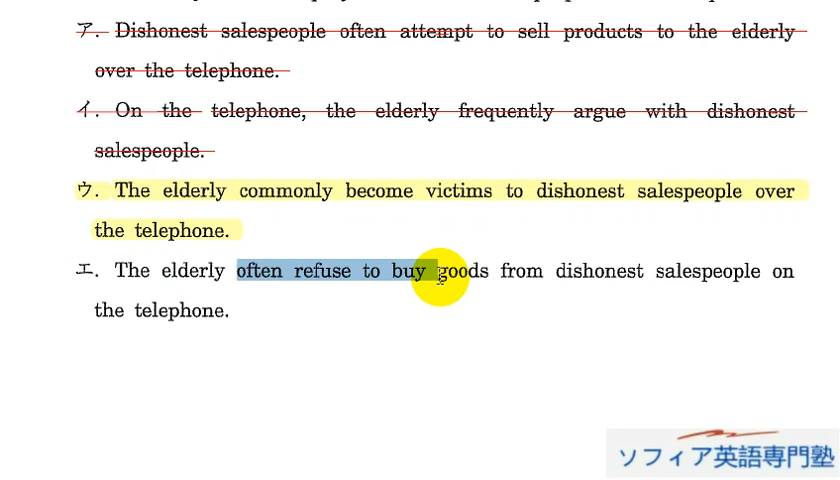 ア. Dishonest salespeople often attempt to sell products to the elderly
over the telephone.
イ. On the telephone, the elderly frequently argue with dishonest
salespeople.
ウ. The elderly commonly become victims to dishonest salespeople over
the telephone.
エ. The elderly often refuse to buy goods from dishonest salespeople on
the telephone.
ソフィア英語専門塾